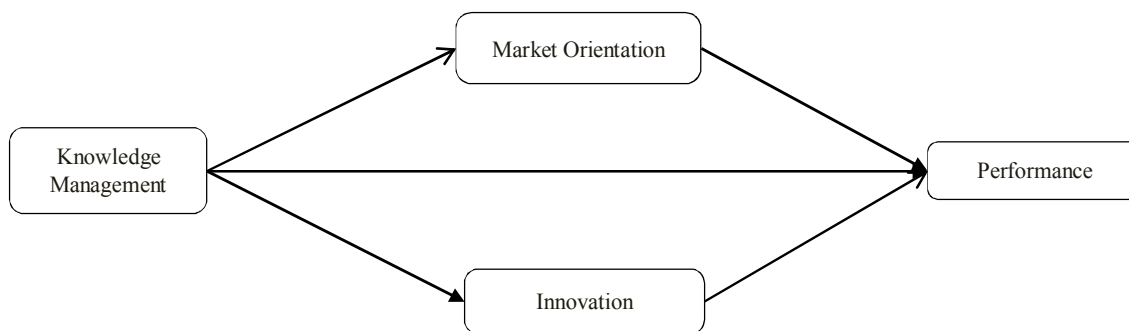 Market Orientation
Knowledge
Management
Performance
Innovation